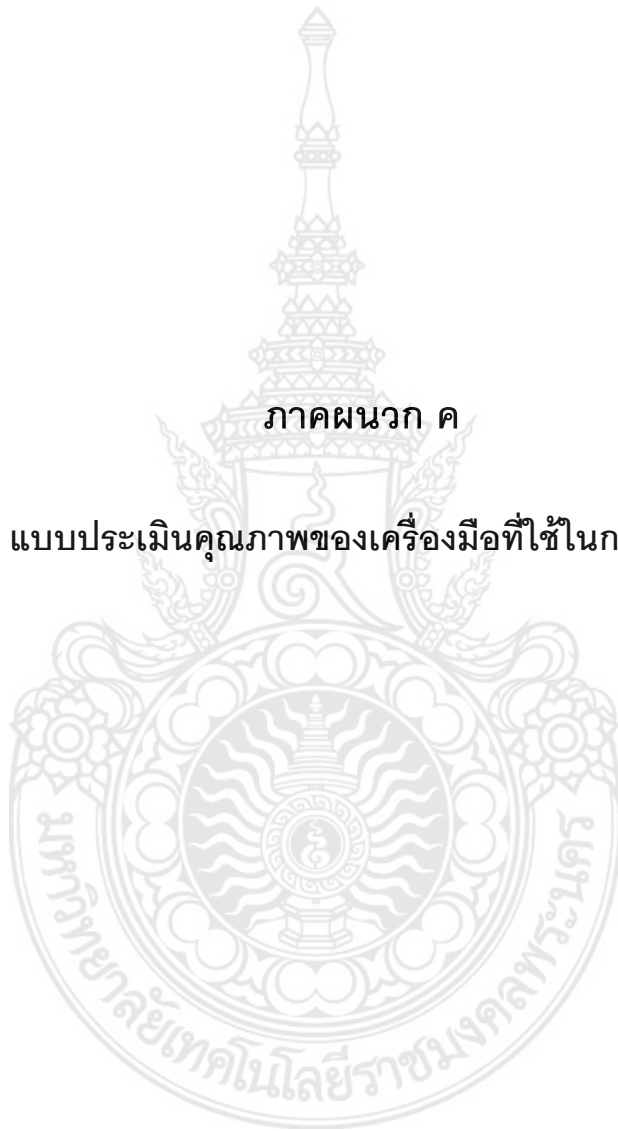 ภาคผนวก ค
แบบประเมินคุณภาพของเครื่องมือที่ใช้ในก
มหาวิทยาลัยเทคโนโลยีราชมงคลพระนคร